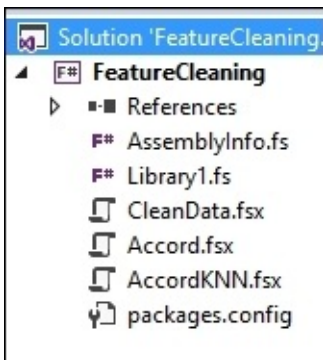 Solution 'FeatureCleaning.
F# FeatureCleaning
References
F# AssemblyInfo.fs
F# Library1.fs
CleanData.fsx
Accord.fsx
AccordKNN.fsx
packages.config